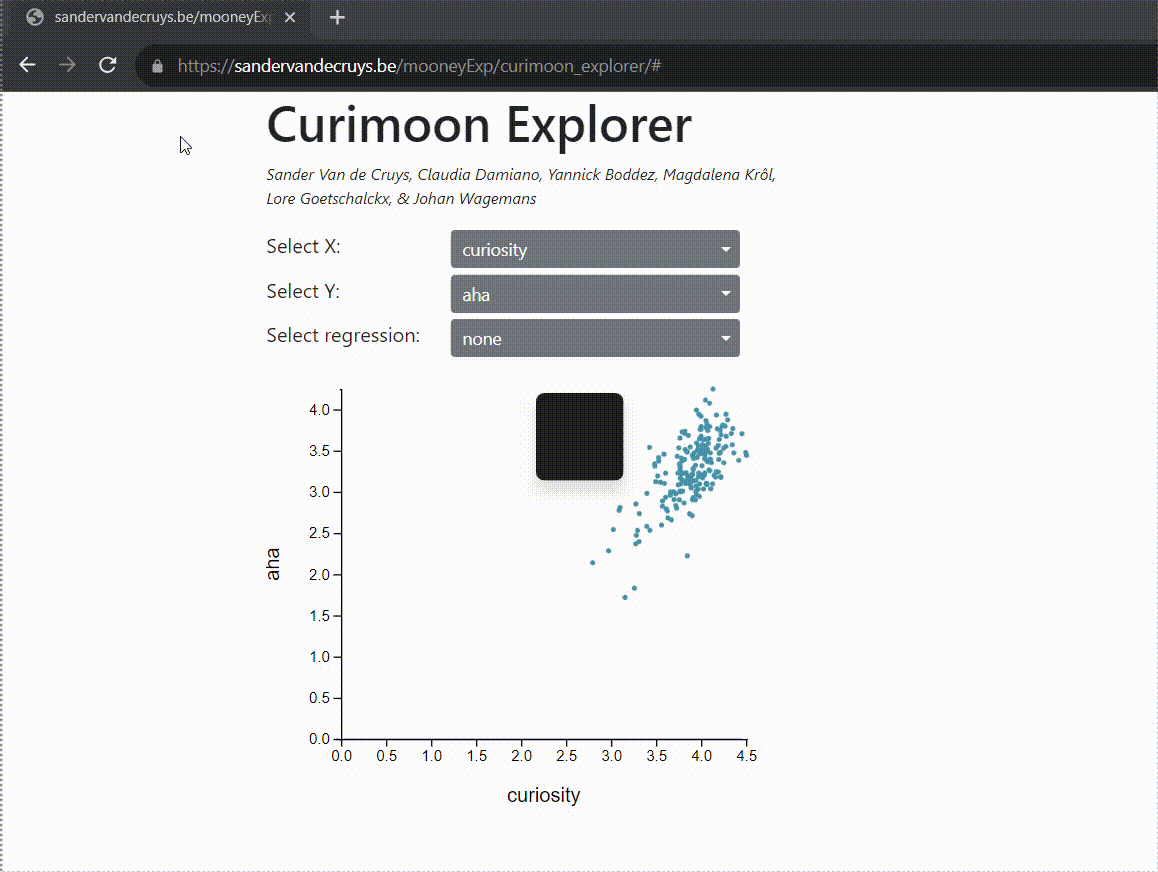 sandervandecruys.be/mooneyExp
https://sandervandecruys.be/mooneyExp/curimoon_explorer/#
Curimoon Explorer
Sander Van de Cruys, Claudia Damiano, Yannick Boddez, Magdalena Krôl,
Lore Goetschalckx, & Johan Wagemans
Select X: curiosity
Select Y: aha
Select regression: none
4.0
3.5
3.0
2.5
2.0
1.5
1.0
0.5
0.0
aha
0.0 0.5 1.0 1.5 2.0 2.5 3.0 3.5 4.0 4.5
curiosity